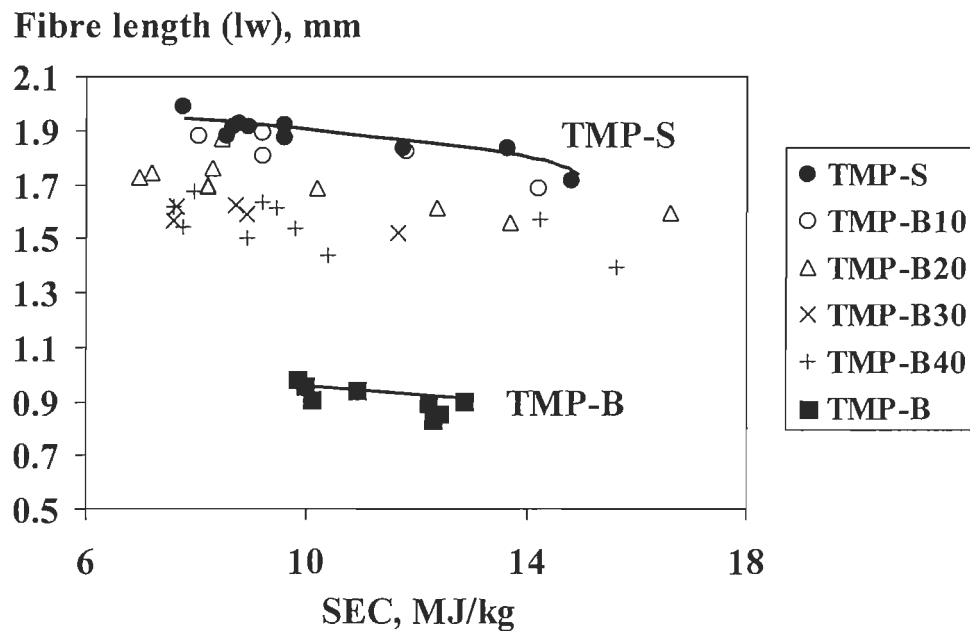 Fibre length (lw), mm
2.1
1.9
1.7
1.5
1.3
1.1
0.9
0.7
0.5
6
10
14
18
SEC, MJ/kg
TMP-S
TMP-B
TMP-S
TMP-B10
TMP-B20
TMP-B30
TMP-B40
TMP-B